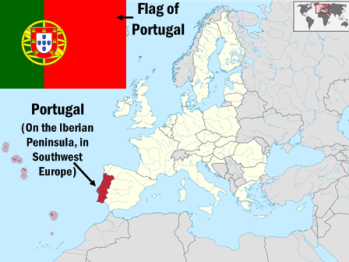 Flag of
Portugal
Portugal
(On the Iberian
Peninsula, in
Southwest
Europe)